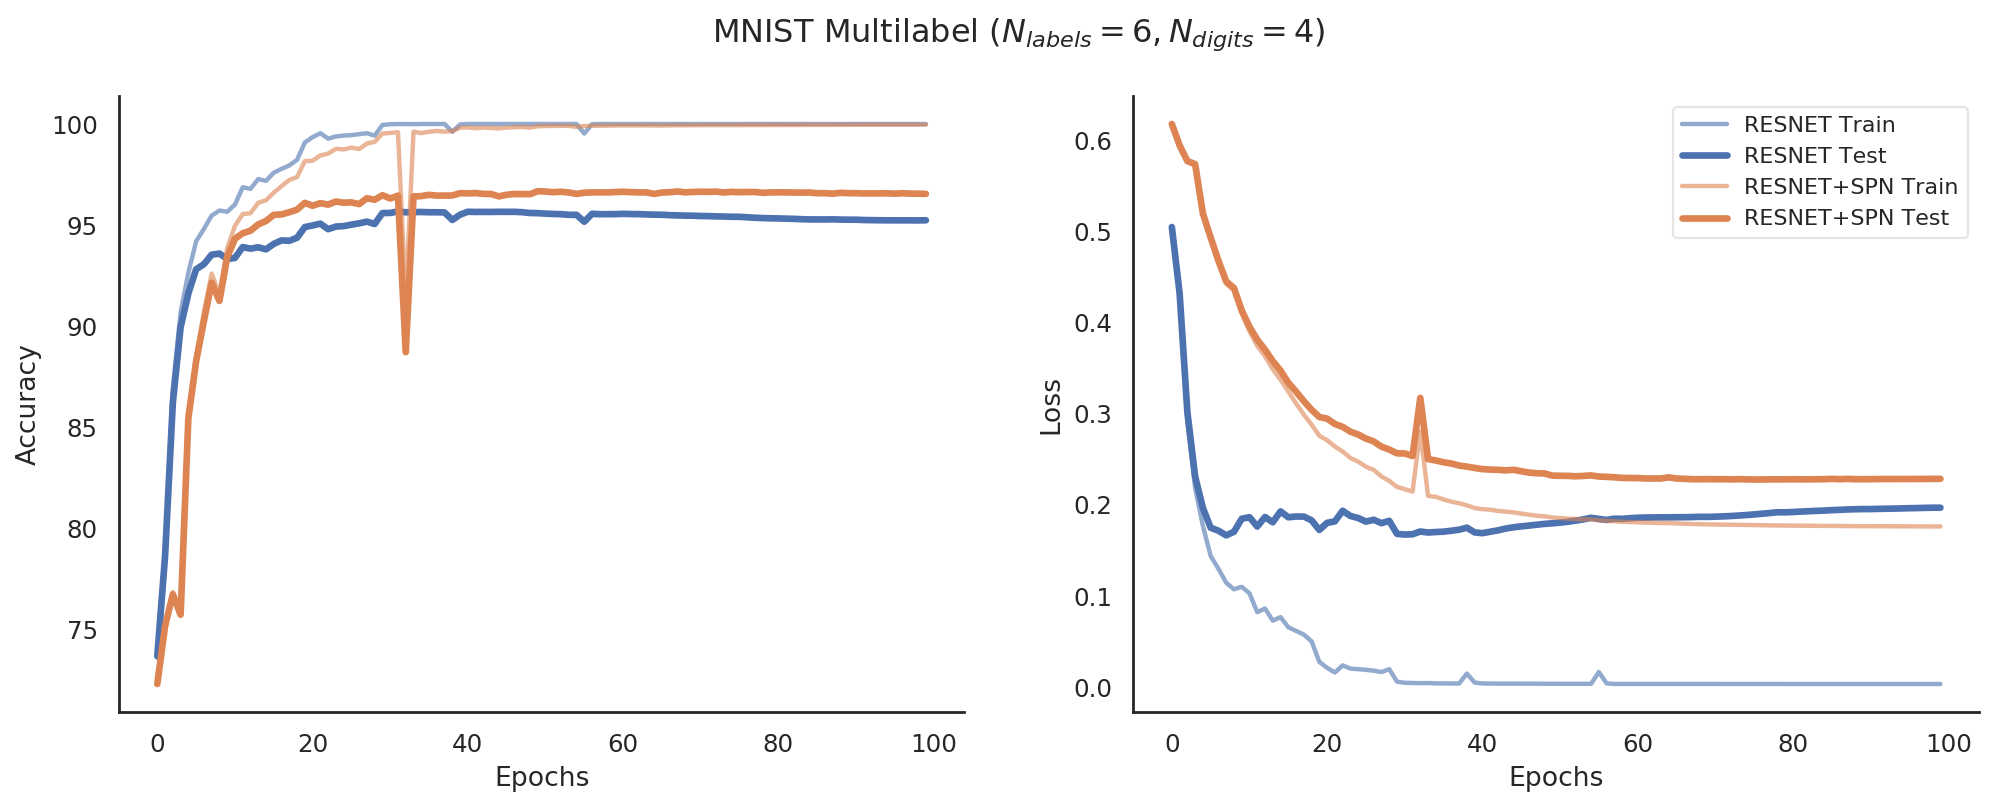 MNIST Multilabel (N_labels = 6, N_digits = 4)
Accuracy
100
95
90
85
80
75
0 20 40 60 80 100
Epochs
Loss
0.6
0.5
0.4
0.3
0.2
0.1
0.0
0 20 40 60 80 100
Epochs
RESNET Train
RESNET Test
RESNET+SPN Train
RESNET+SPN Test